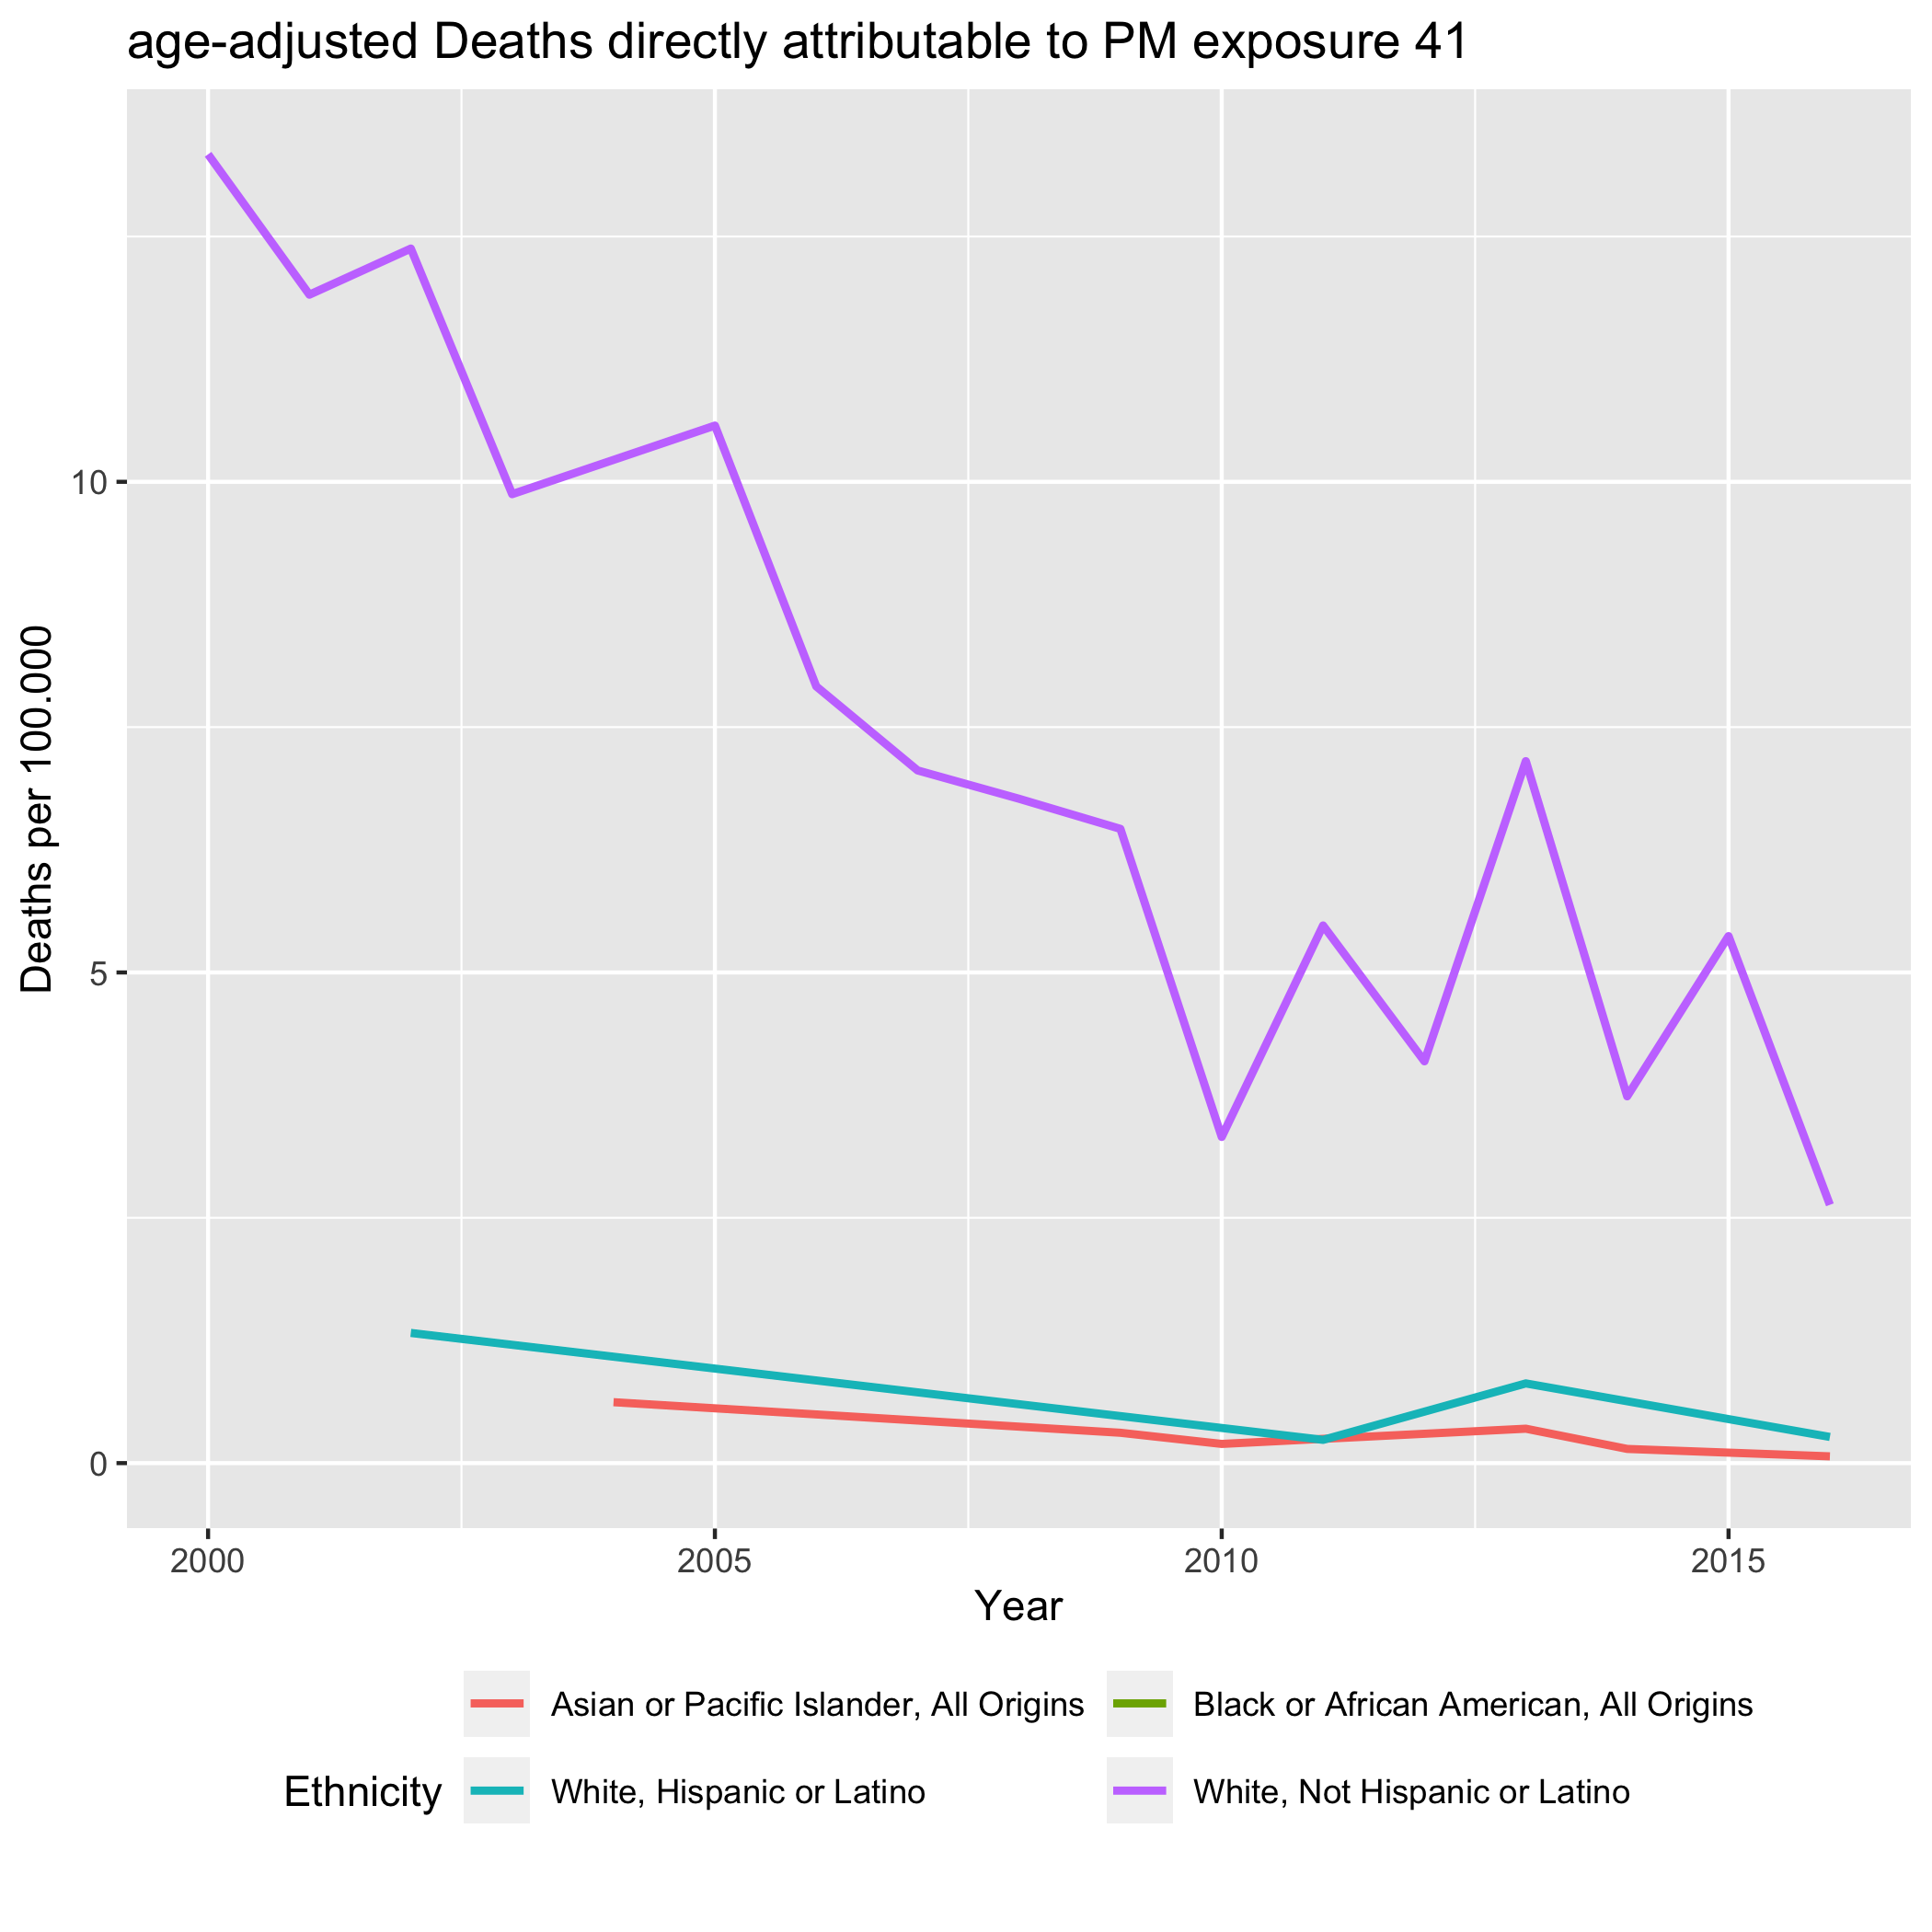 age-adjusted Deaths directly attributable to PM exposure 41
Deaths per 100.000
10
5
0
2000 2005 2010 2015
Year
Ethnicity
Asian or Pacific Islander, All Origins
Black or African American, All Origins
White, Hispanic or Latino
White, Not Hispanic or Latino